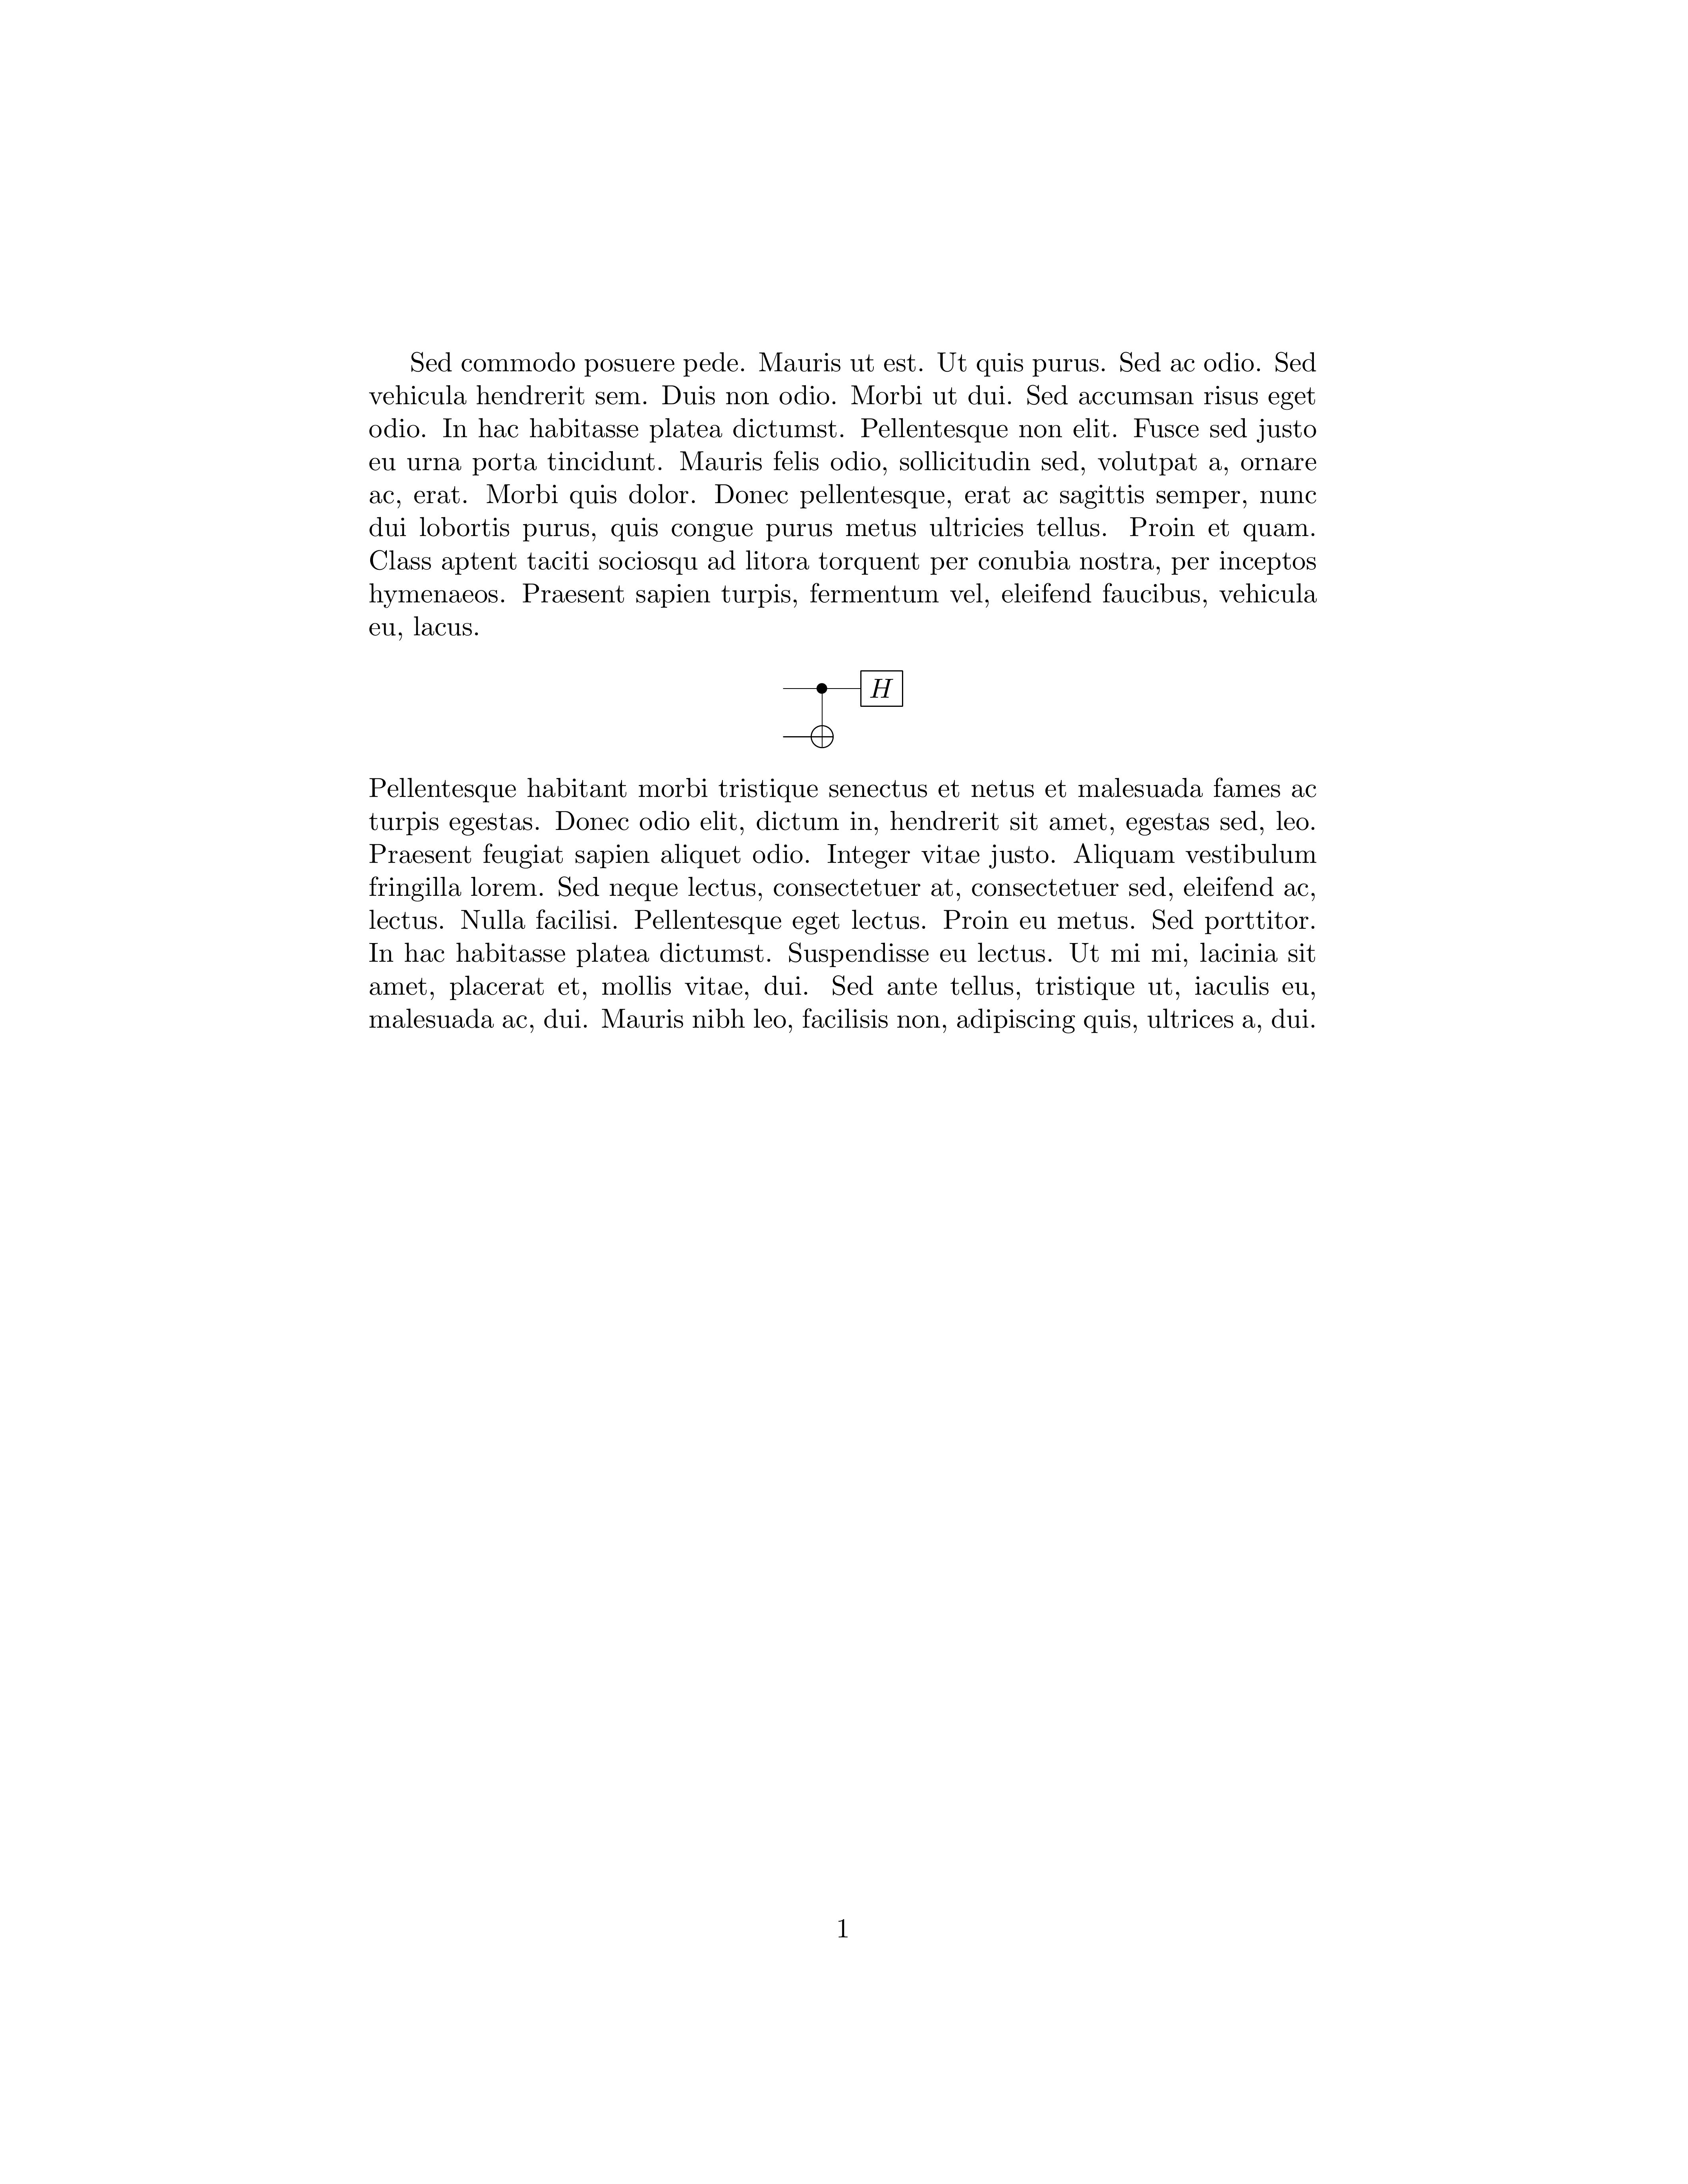 Sed commodo posuere pede. Mauris ut est. Ut quis purus. Sed ac odio. Sed
vehicula hendrerit sem. Duis non odio. Morbi ut dui. Sed accumsan risus eget
odio. In hac habitasse platea dictumst. Pellentesque non elit. Fusce sed justo
eu urna porta tincidunt. Mauris felis odio, sollicitudin sed, volutpat a, ornare
ac, erat. Morbi quis dolor. Donec pellentesque, erat ac sagittis semper, nunc
dui lobortis purus, quis congue purus metus ultricies tellus. Proin et quam.
Class aptent taciti sociosqu ad litora torquent per conubia nostra, per inceptos
hymenaeos. Praesent sapien turpis, fermentum vel, eleifend faucibus, vehicula
eu, lacus.
H
Pellentesque habitant morbi tristique senectus et netus et malesuada fames ac
turpis egestas. Donec odio elit, dictum in, hendrerit sit amet, egestas sed, leo.
Praesent feugiat sapien aliquet odio. Integer vitae justo. Aliquam vestibulum
fringilla lorem. Sed neque lectus, consectetuer at, consectetuer sed, eleifend ac,
lectus. Nulla facilisi. Pellentesque eget lectus. Proin eu metus. Sed porttitor.
In hac habitasse platea dictumst. Suspendisse eu lectus. Ut mi mi, lacinia sit
amet, placerat et, mollis vitae, dui. Sed ante tellus, tristique ut, iaculis eu,
malesuada ac, dui. Mauris nibh leo, facilisis non, adipiscing quis, ultrices a, dui.
1